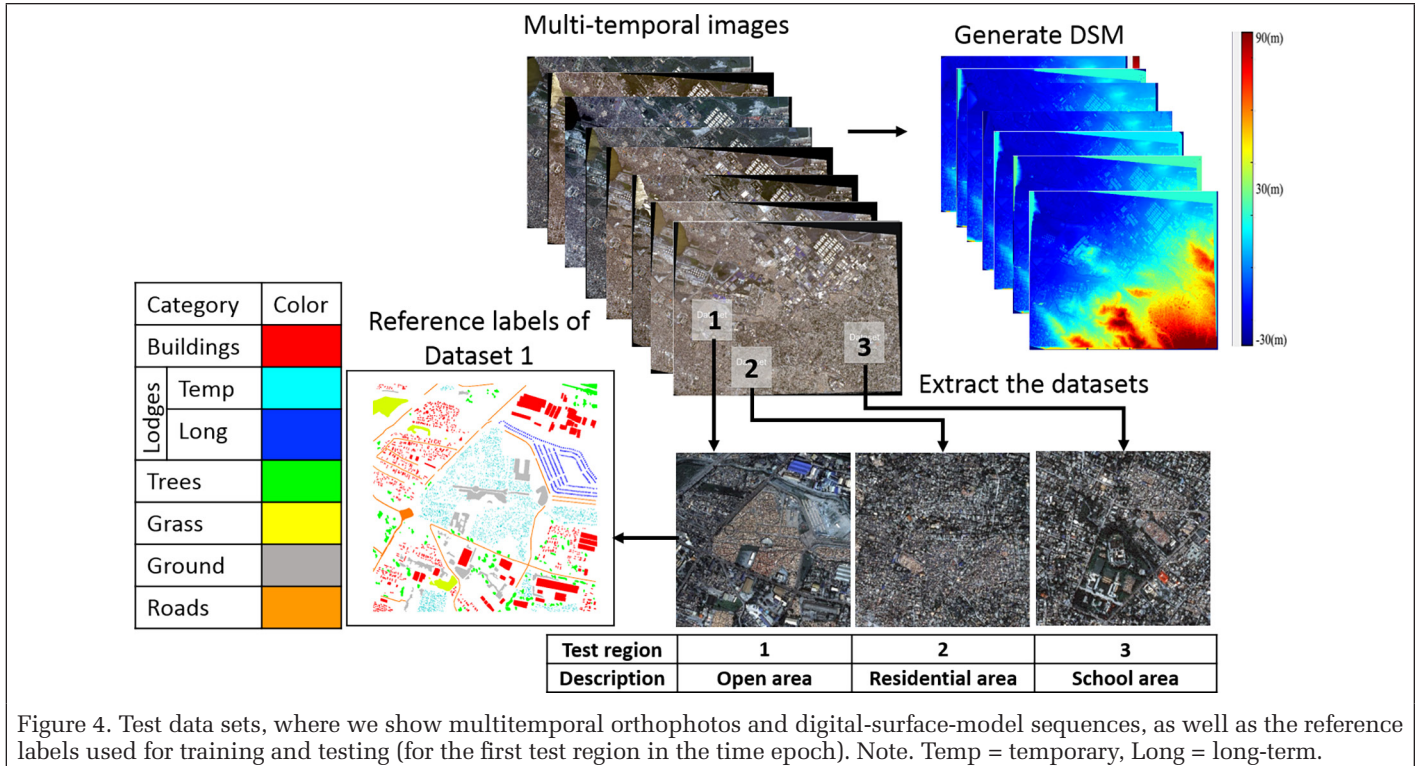 Multi-temporal images
Generate DSM
90(m)
30(m)
-30(m)
Category Color
Buildings
Lodges
Temp
Long
Trees
Grass
Ground
Roads
Reference labels of
Dataset 1
1
2
3
Extract the datasets
Test region 1 2 3
Description Open area Residential area School area
Figure 4. Test data sets, where we show multitemporal orthophotos and digital-surface-model sequences, as well as the reference
labels used for training and testing (for the first test region in the time epoch). Note. Temp = temporary, Long = long-term.